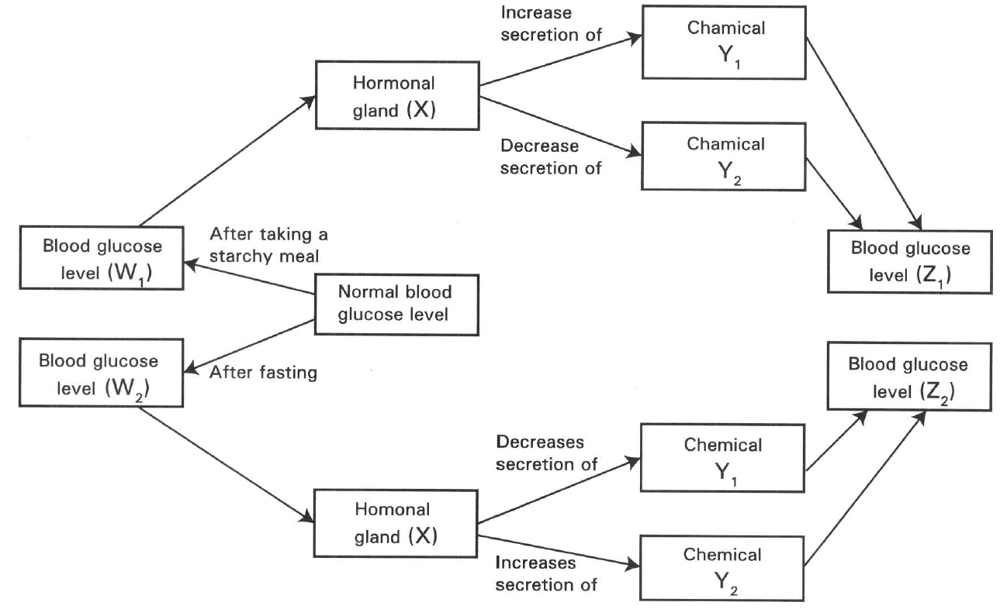 Increase
secretion of
Chamical
Y1
Hormonal
gland (X)
Decrease
secretion of
Chamical
Y2
Blood glucose
level (W1)
After taking a
starchy meal
Blood glucose
level (Z1)
Normal blood
glucose level
Blood glucose
level (W2)
After fasting
Blood glucose
level (Z2)
Decreases
secretion of
Chemical
Y1
Homonal
gland (X)
Increases
secretion of
Chemical
Y2